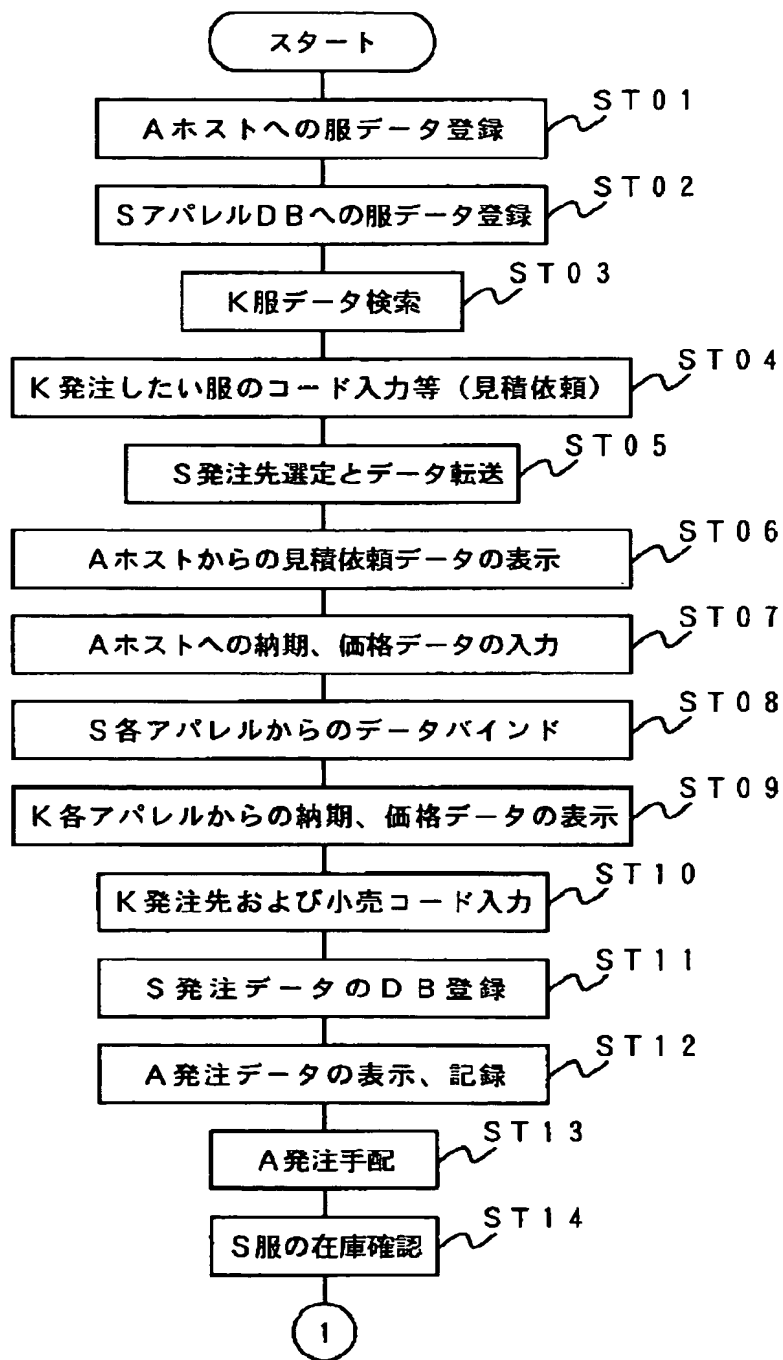 スタート
ST01
Aホストへの服データ登録
ST02
SアパレルDBへの服データ登録
ST03
K服データ検索
ST04
K発注したい服のコード入力等（見積依頼）
ST05
S発注先選定とデータ転送
ST06
Aホストからの見積依頼データの表示
ST07
Aホストへの納期、価格データの入力
ST08
S各アパレルからのデータバインド
ST09
K各アパレルからの納期、価格データの表示
ST10
K発注先および小売コード入力
ST11
S発注データのDB登録
ST12
A発注データの表示、記録
ST13
A発注手配
ST14
S服の在庫確認
1